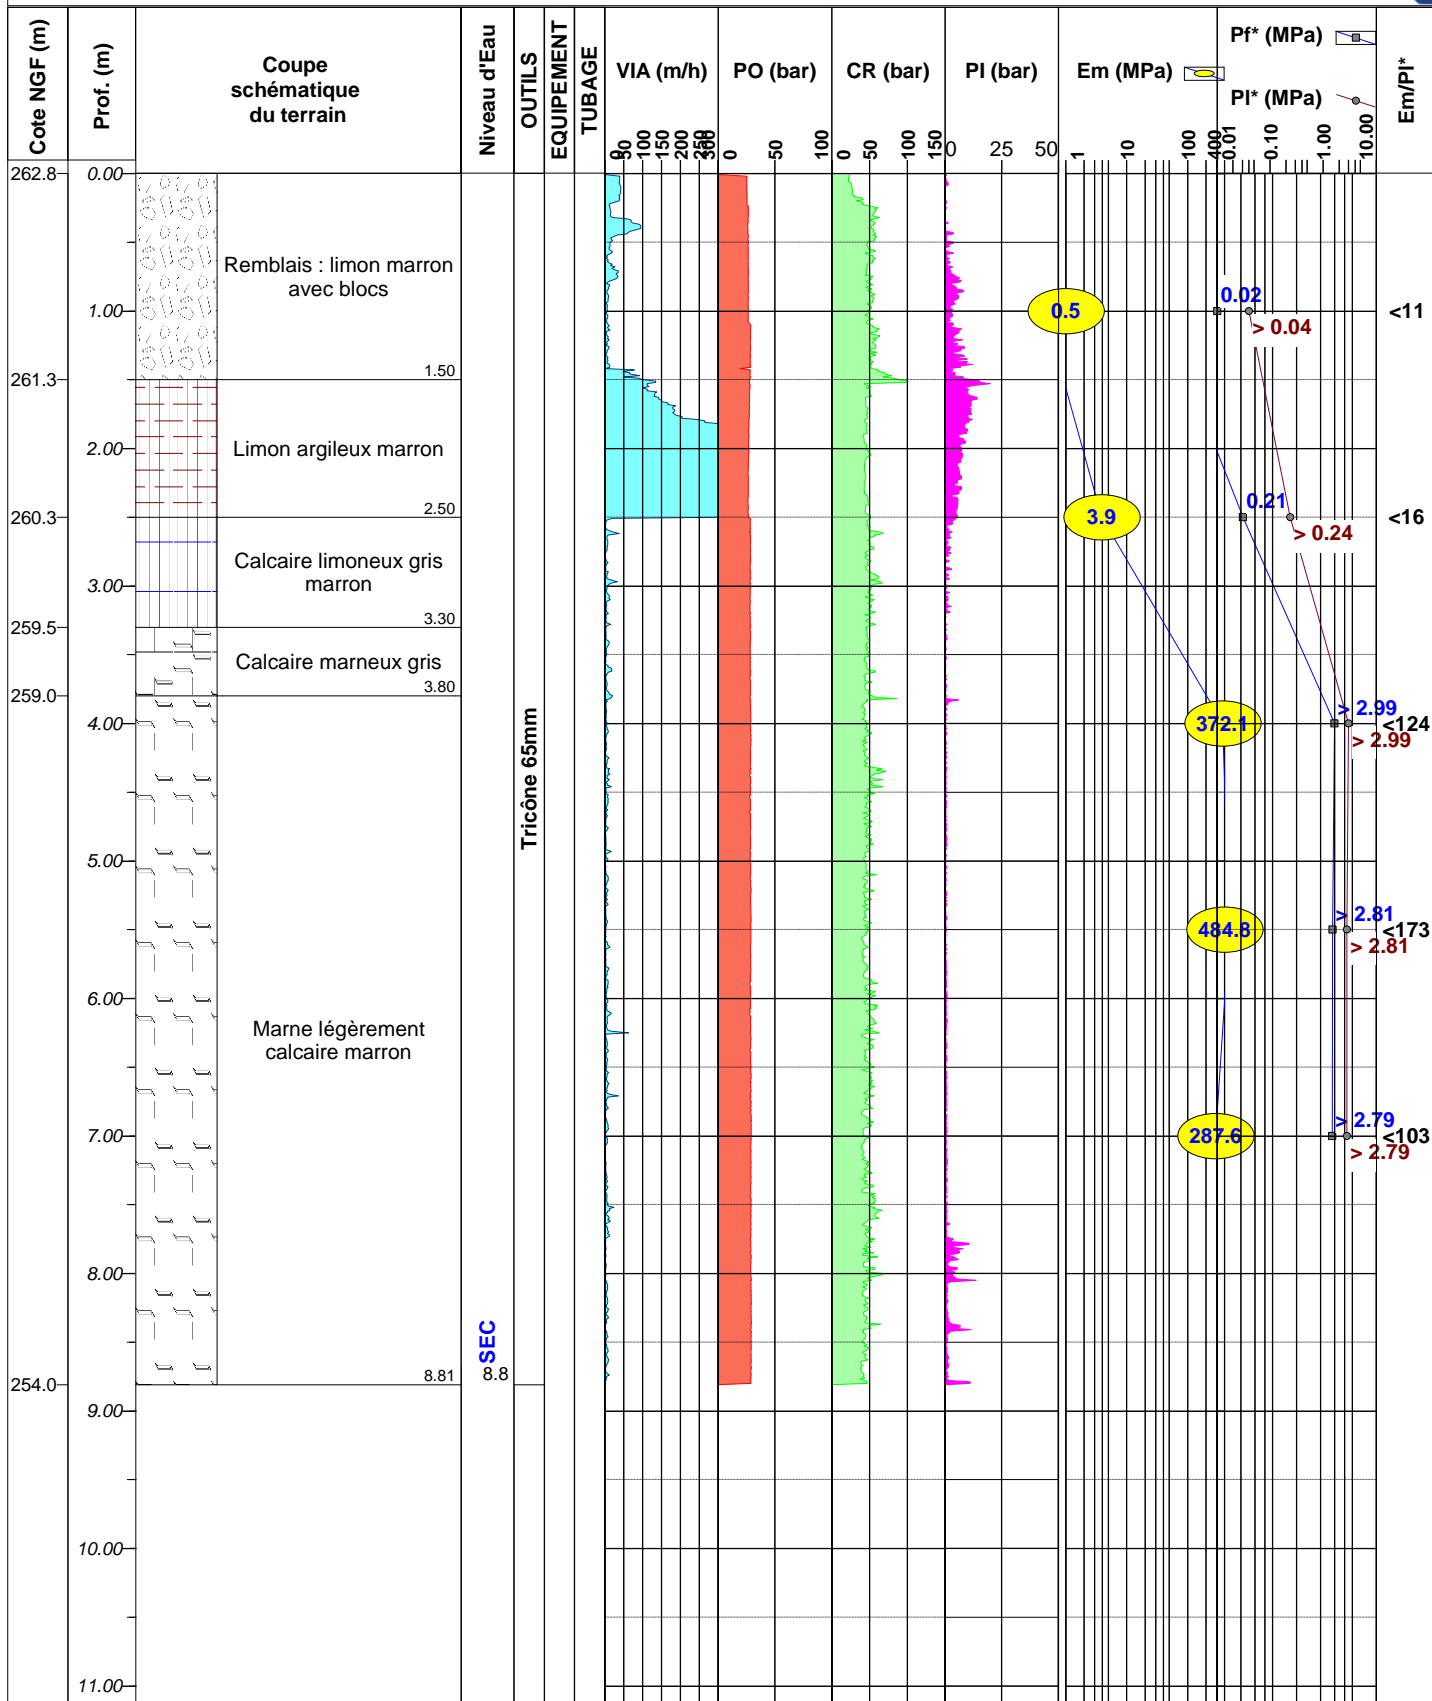 Cote NGF (m)
Prof. (m)
Coupe
schématique
du terrain
Niveau d'Eau
OUTILS
EQUIPEMENT
TUBAGE
VIA (m/h)
PO (bar)
CR (bar)
PI (bar)
Em (MPa)
Pf* (MPa)
Pl* (MPa)
Em/Pl*
0 50 100 150 200 250 300
0 50 100
0 50 100 150
0 25 50
1 10 100 400
0.01 0.10 1.00 10.00
262.8
261.3
260.3
259.5
259.0
254.0
0.00
1.00
2.00
3.00
4.00
5.00
6.00
7.00
8.00
9.00
10.00
11.00
Remblais : limon marron
avec blocs
1.50
Limon argileux marron
2.50
Calcaire limoneux gris
marron
3.30
Calcaire marneux gris
3.80
Marne légèrement
calcaire marron
8.81
SEC
8.8
Tricône 65mm
0.5
0.02
> 0.04
<11
3.9
0.21
> 0.24
<16
372.1
> 2.99
> 2.99
<124
484.8
> 2.81
> 2.81
<173
287.6
> 2.79
> 2.79
<103